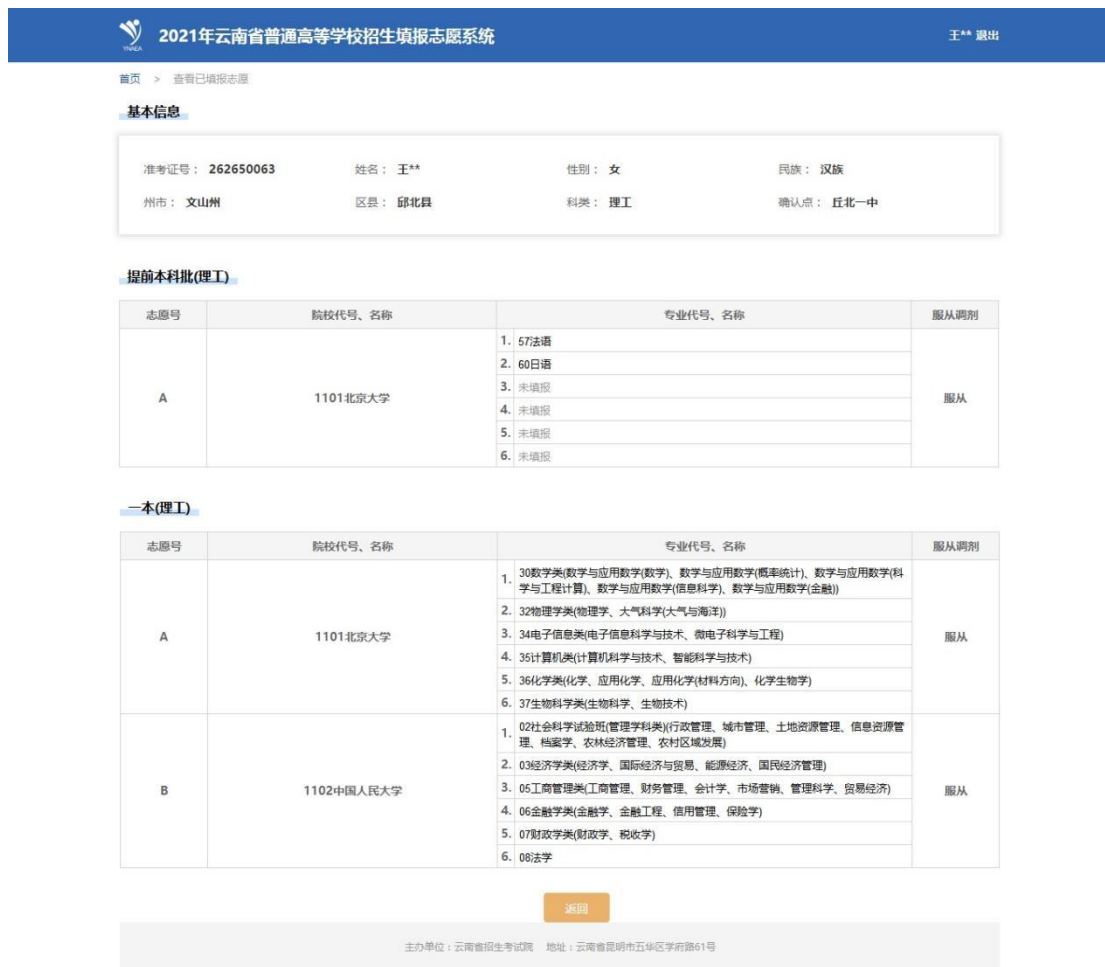 YNAEA
2021年云南省普通高等学校招生填报志愿系统
王** 退出
首页 > 查看已填报志愿
基本信息
准考证号： 262650063 姓名： 王** 性别： 女 民族： 汉族
州市： 文山州 区县： 邱北县 科类： 理工 确认点： 丘北一中
提前本科批(理工)
志愿号 院校代号、名称 专业代号、名称 服从调剂
A 1101北京大学
1. 57法语
2. 60日语
3. 未填报
4. 未填报
5. 未填报
6. 未填报
服从
一本(理工)
志愿号 院校代号、名称 专业代号、名称 服从调剂
A 1101北京大学
1. 30数学类(数学与应用数学(数学)、数学与应用数学(概率统计)、数学与应用数学(科
学与工程计算)、数学与应用数学(信息科学)、数学与应用数学(金融))
2. 32物理学类(物理学、大气科学(大气与海洋))
3. 34电子信息类(电子信息科学与技术、微电子科学与工程)
4. 35计算机类(计算机科学与技术、智能科学与技术)
5. 36化学类(化学、应用化学、应用化学(材料方向)、化学生物学)
6. 37生物科学类(生物科学、生物技术)
服从
B 1102中国人民大学
1. 02社会科学试验班(管理学科类)(行政管理、城市管理、土地资源管理、信息资源管
理、档案学、农林经济管理、农村区域发展)
2. 03经济学类(经济学、国际经济与贸易、能源经济、国民经济管理)
3. 05工商管理类(工商管理、财务管理、会计学、市场营销、管理科学、贸易经济)
4. 06金融学类(金融学、金融工程、信用管理、保险学)
5. 07财政学类(财政学、税收学)
6. 08法学
服从
返回
主办单位：云南省招生考试院 地址：云南省昆明市五华区学府路61号